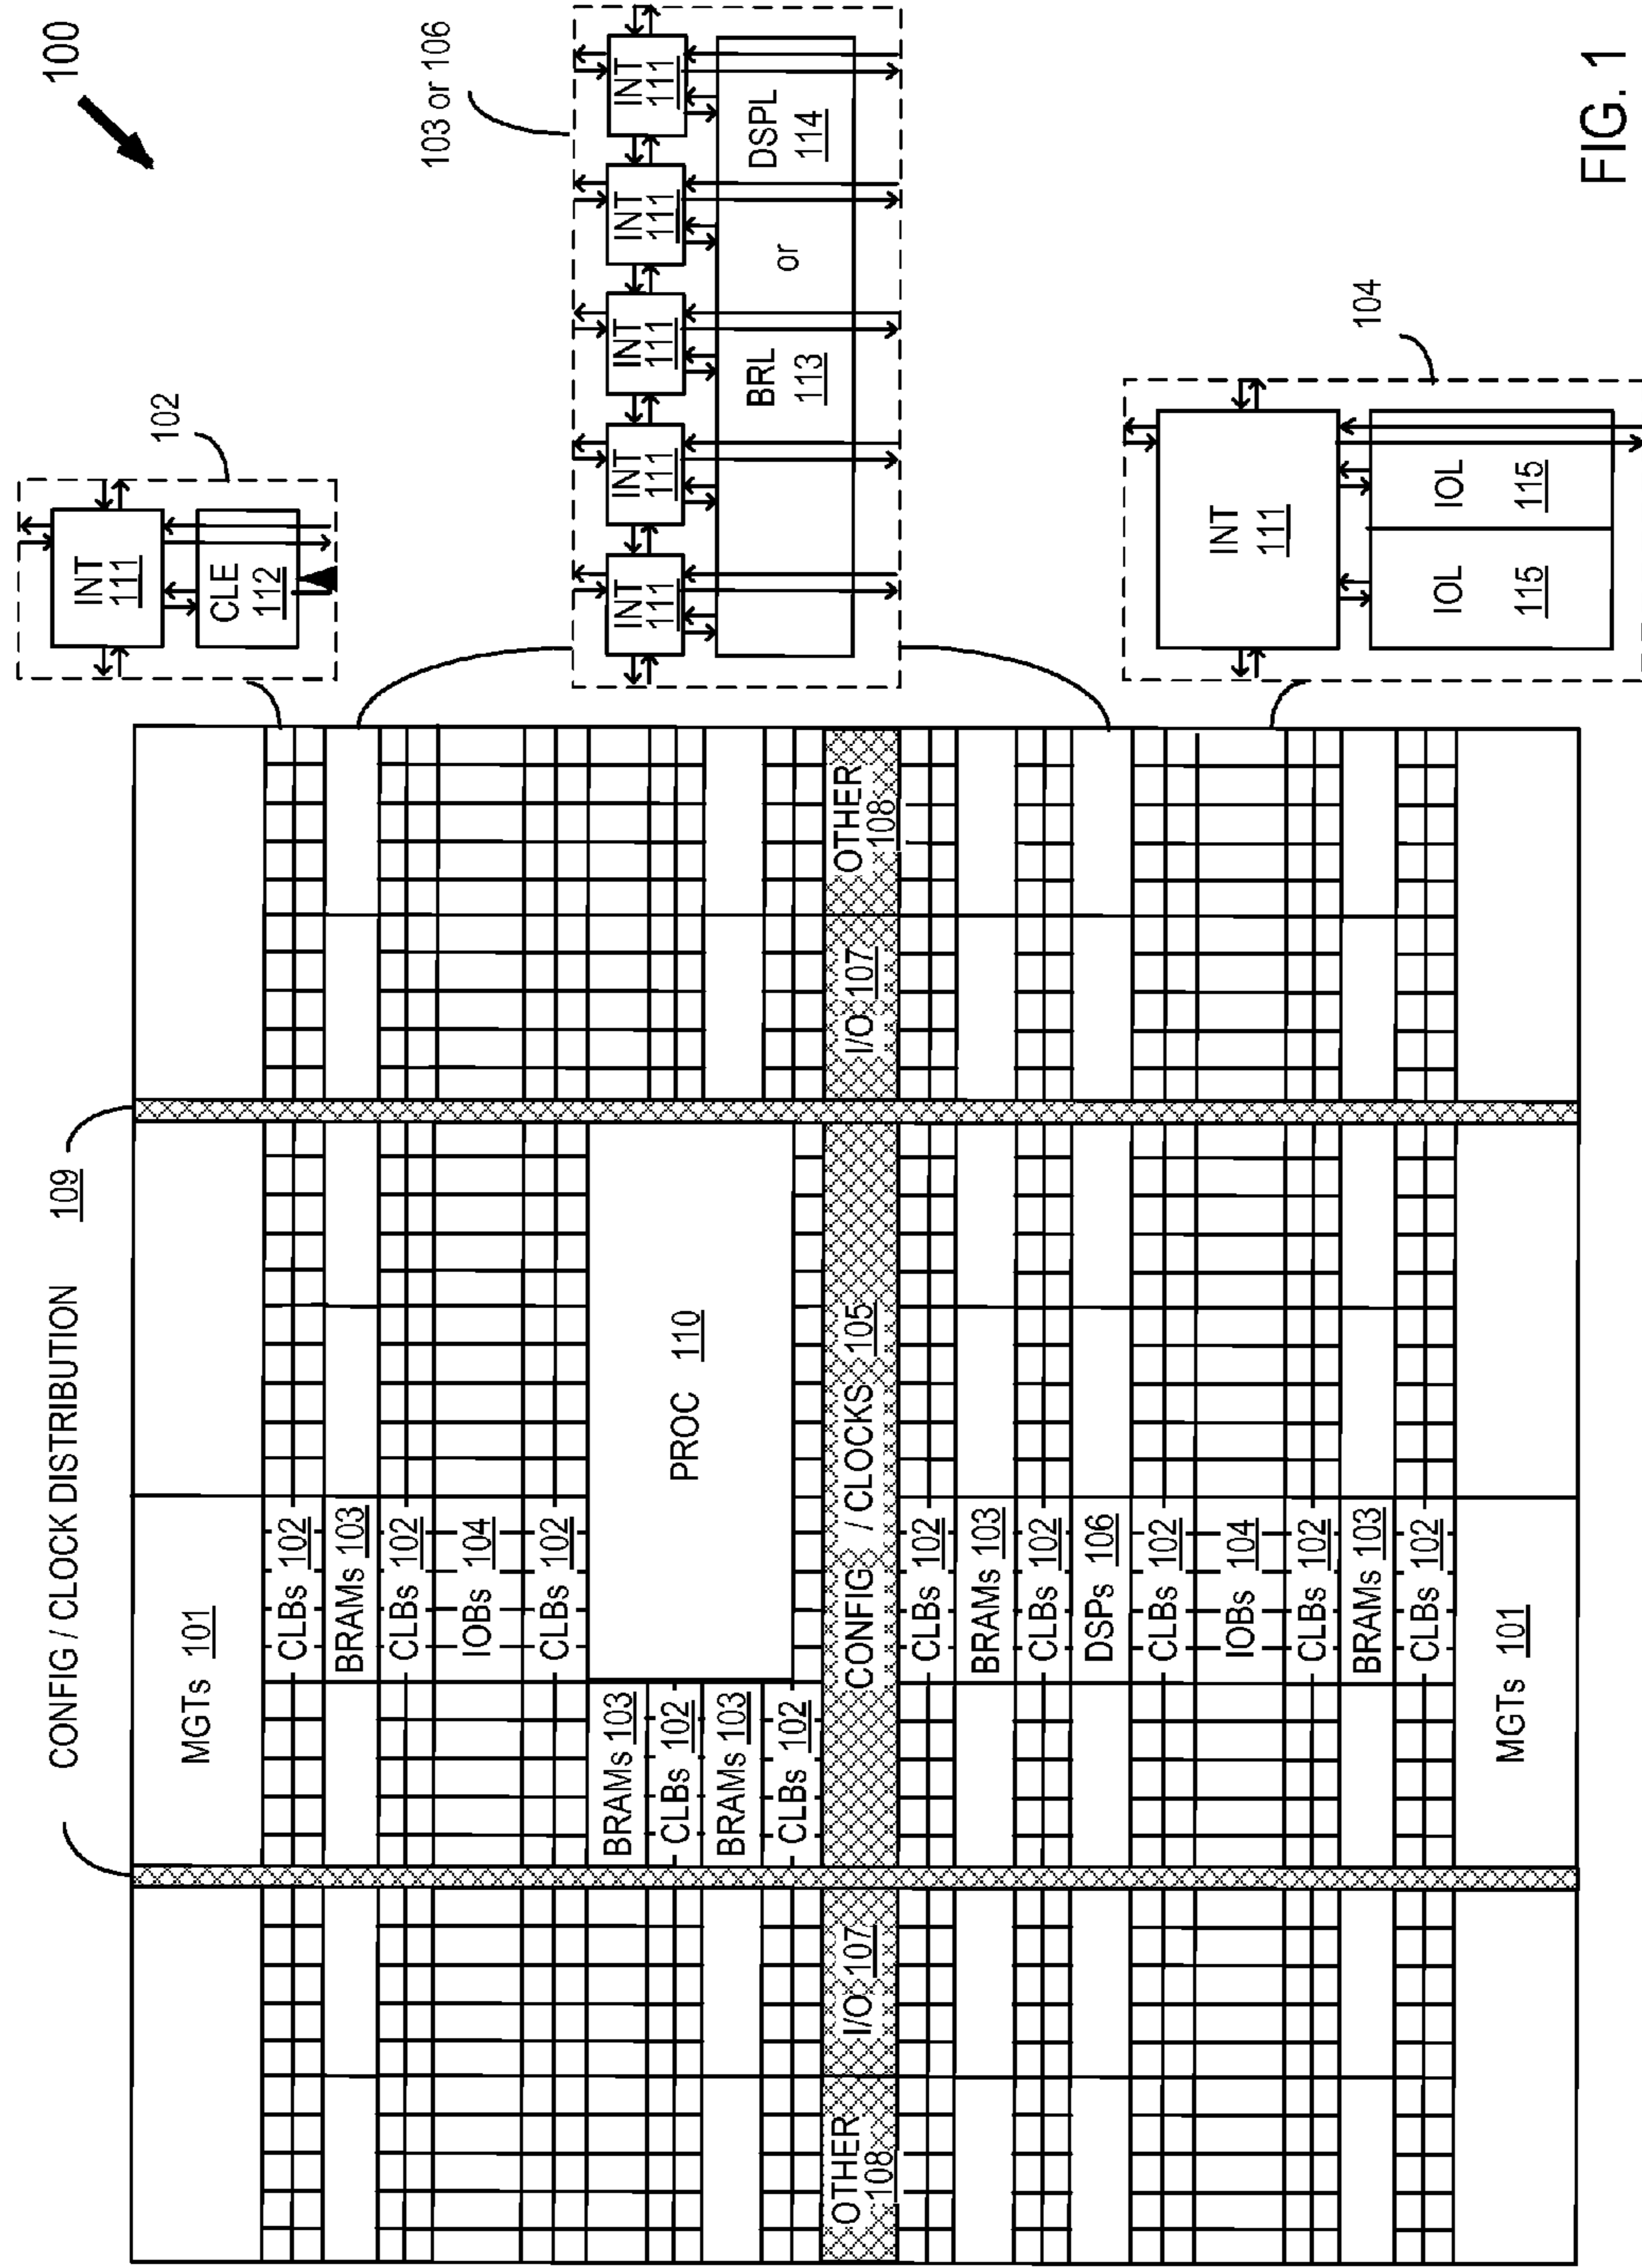 100
CONFIG / CLOCK DISTRIBUTION 109
MGTs 101
CLBs 102
BRAMs 103
CLBs 102
IOBs 104
CLBs 102
BRAMs 103
CLBs 102
BRAMs 103
CLBs 102
PROC 110
OTHER
108
I/O 107
CONFIG / CLOCKS 105
I/O 107
OTHER
108
CLBs 102
BRAMs 103
CLBs 102
DSPs 106
CLBs 102
IOBs 104
CLBs 102
BRAMs 103
CLBs 102
MGTs 101
102
INT
111
CLE
112
103 or 106
INT
111
INT
111
INT
111
INT
111
INT
111
BRL
113
or
DSPL
114
104
INT
111
IOL
115
IOL
115
FIG. 1